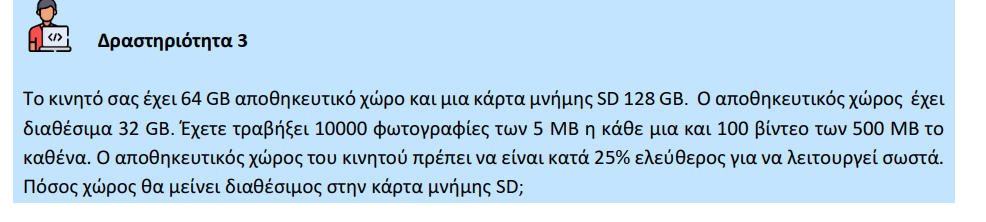 </>
Δραστηριότητα 3
Το κινητό σας έχει 64 GB αποθηκευτικό χώρο και μια κάρτα μνήμης SD 128 GB. Ο αποθηκευτικός χώρος έχει
διαθέσιμα 32 GB. Έχετε τραβήξει 10000 φωτογραφίες των 5 MB η κάθε μια και 100 βίντεο των 500 MB το
καθένα. Ο αποθηκευτικός χώρος του κινητού πρέπει να είναι κατά 25% ελεύθερος για να λειτουργεί σωστά.
Πόσος χώρος θα μείνει διαθέσιμος στην κάρτα μνήμης SD;